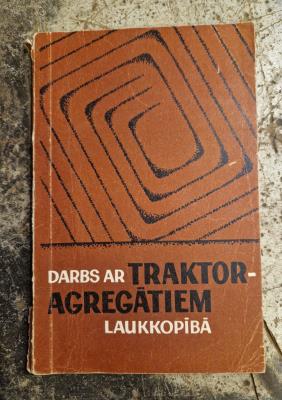 DARBS AR TRAKTOR-
AGREGĀTIEM
LAUKKOPĪBĀ